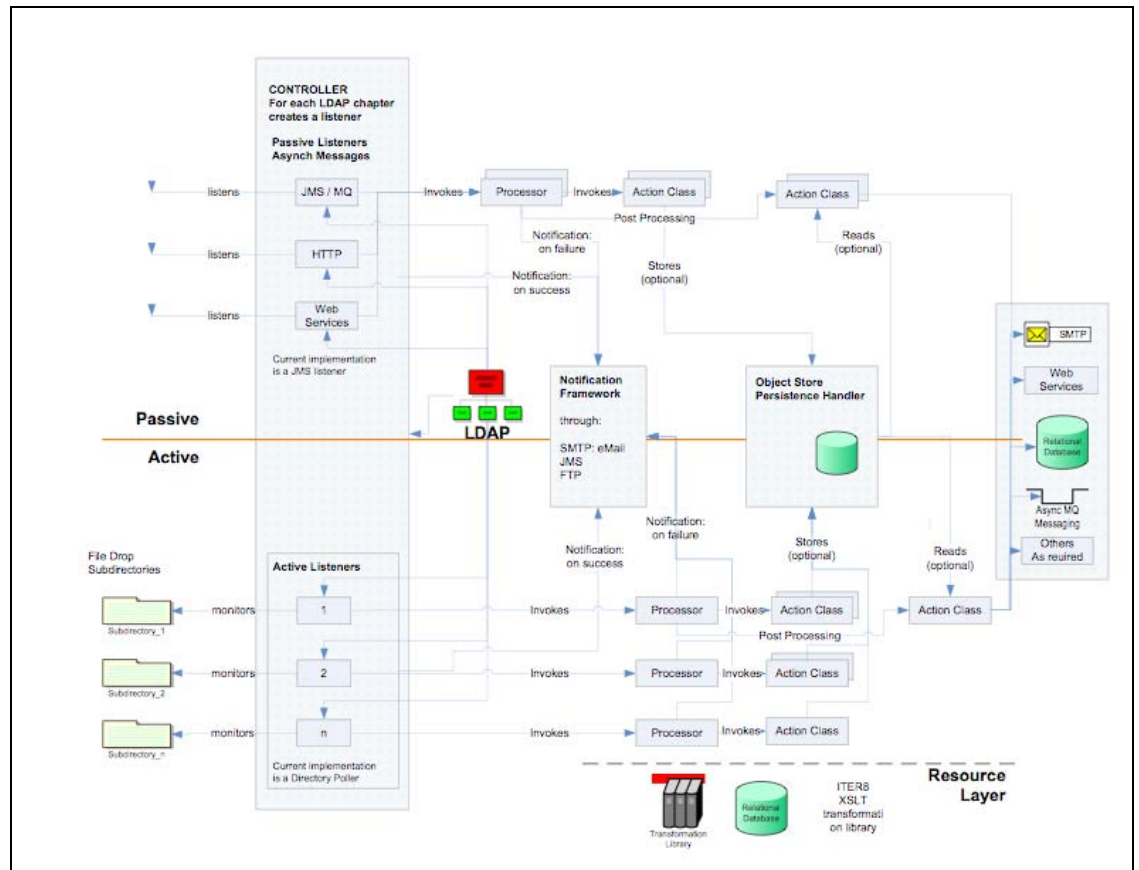 CONTROLLER
For each LDAP chapter
creates a listener
Passive Listeners
Asynch Messages
listens
JMS / MQ
Invokes
Processor
Invokes
Action Class
Action Class
Post Processing
listens
HTTP
Notification:
on failure
Reads
(optional)
Notification:
on success
Stores
(optional)
listens
Web
Services
Current implementation
is a JMS listener
SMTP
Web
Services
Notification
Framework
through:
SMTP: eMail
JMS
FTP
Object Store
Persistence Handler
LDAP
Passive
Active
Relational
Database
Async MQ
Messaging
Others
As reuired
Notification:
on failure
Notification:
on success
Stores
(optional)
Reads
(optional)
File Drop
Subdirectories
Active Listeners
Subdirectory_1
monitors
1
Invokes
Processor
Invokes
Action Class
Action Class
Post Processing
Subdirectory_2
monitors
2
Invokes
Processor
Invokes
Action Class
Subdirectory_n
monitors
n
Invokes
Processor
Invokes
Action Class
Current implementation
is a Directory Poller
Resource
Layer
Transformation
Library
Relational
Database
ITER8
XSLT
transformati
on library